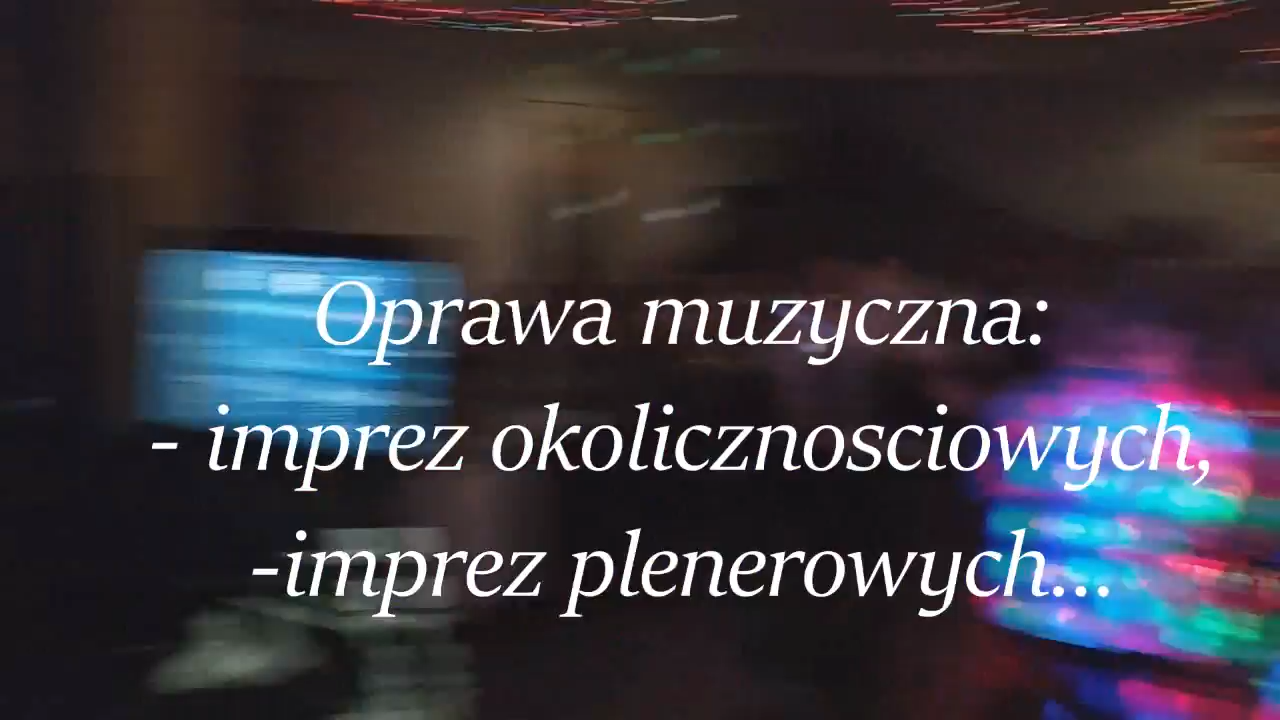 Oprawa muzyczna:
- imprez okolicznosciowych,
-imprez plenerowych...